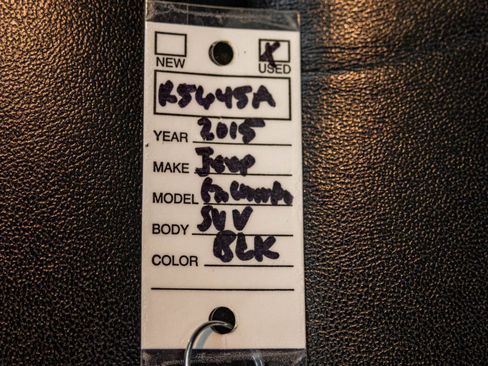 NEW USED
R5645A
YEAR 2015
MAKE Jeep
MODEL
BODY SUV
COLOR BLK